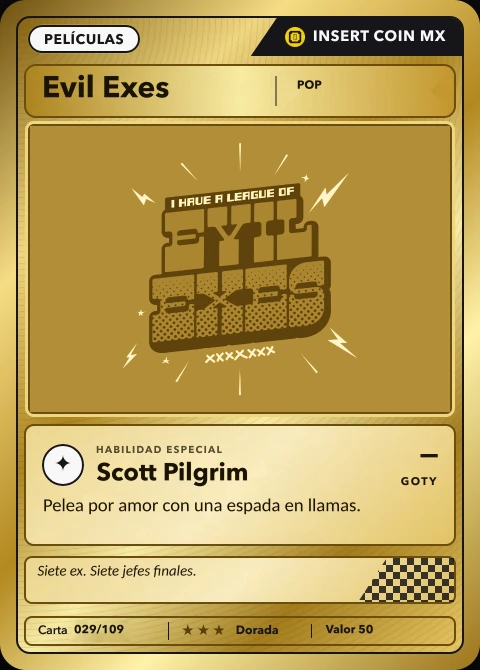 PELÍCULAS
INSERT COIN MX
Evil Exes
POP
I HAVE A LEAGUE OF
EVIL
EXES
XXXXXXX
HABILIDAD ESPECIAL
Scott Pilgrim
—
GOTY
Pelea por amor con una espada en llamas.
Siete ex. Siete jefes finales.
Carta 029/109
★★★ Dorada
Valor 50